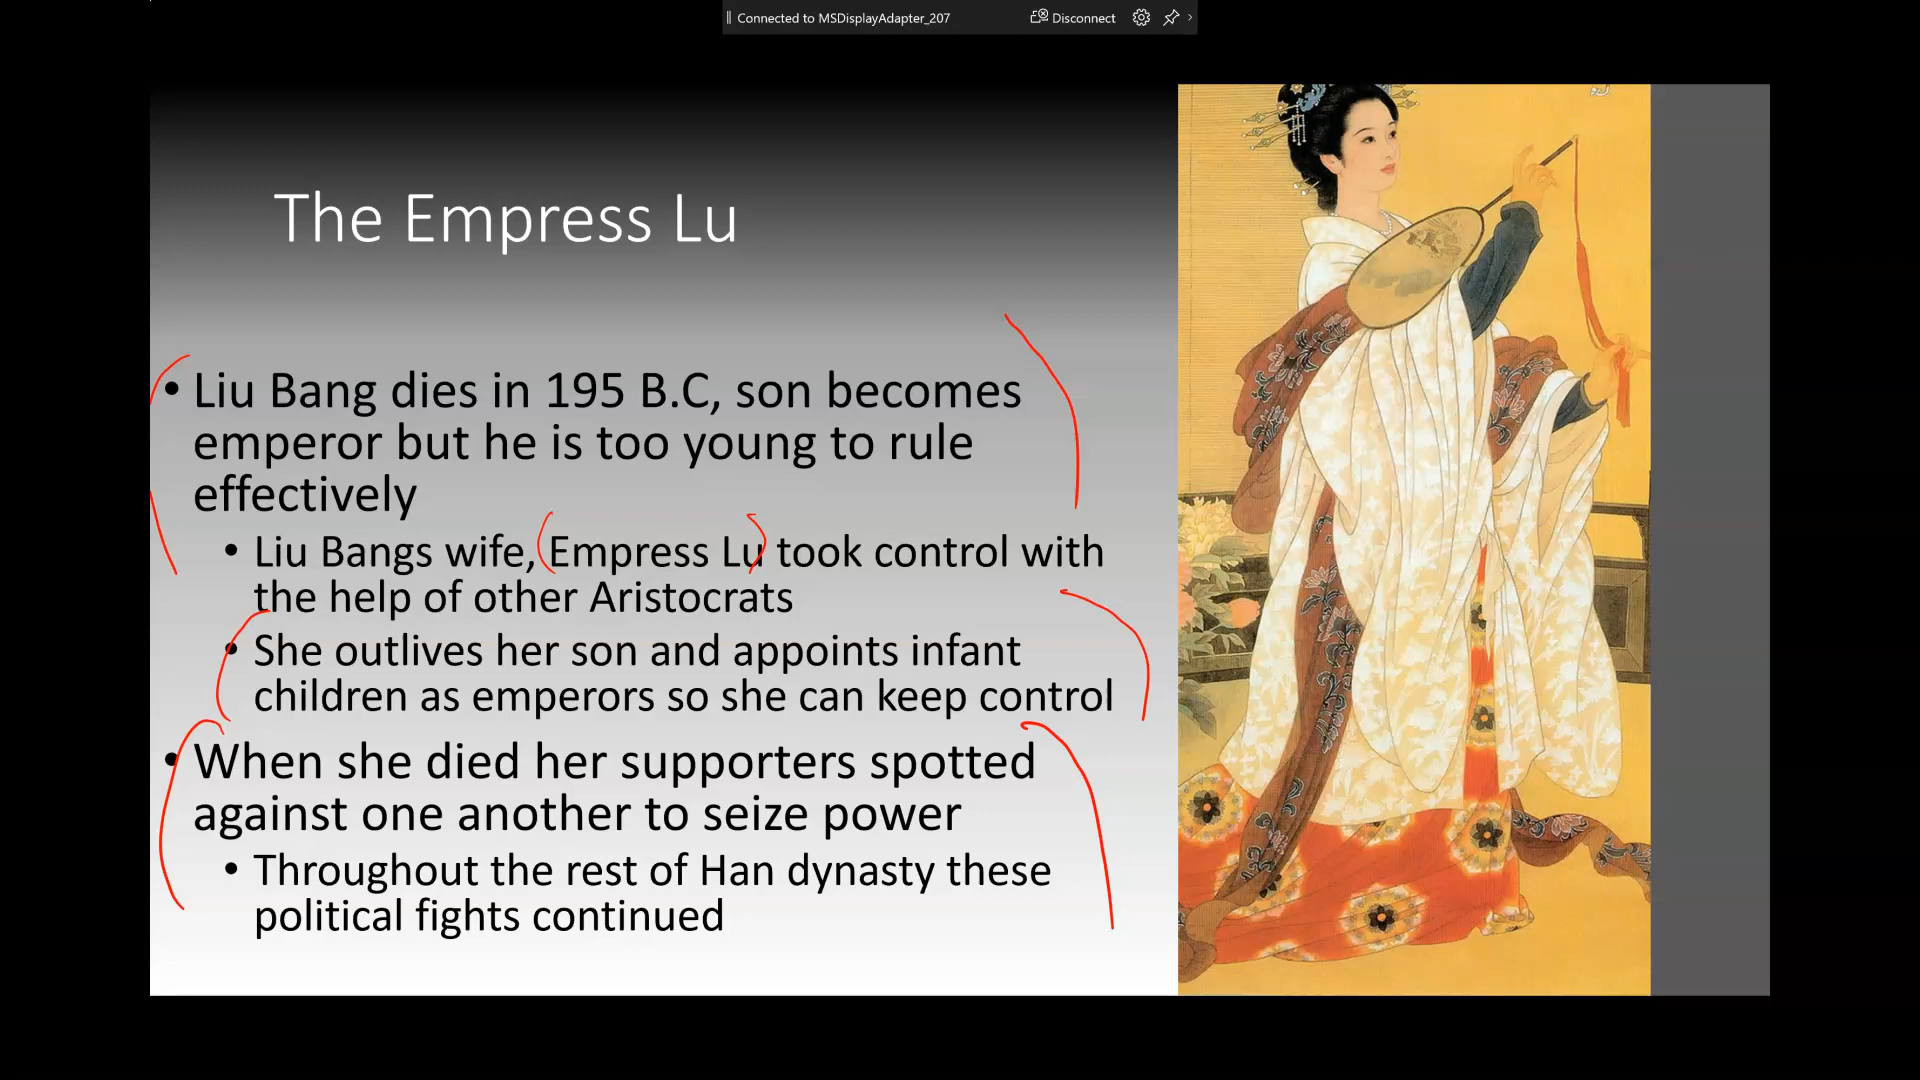 Connected to MSDisplayAdapter_207 Disconnect
The Empress Lu
• Liu Bang dies in 195 B.C, son becomes
emperor but he is too young to rule
effectively
• Liu Bangs wife, Empress Lu took control with
the help of other Aristocrats
• She outlives her son and appoints infant
children as emperors so she can keep control
• When she died her supporters spotted
against one another to seize power
• Throughout the rest of Han dynasty these
political fights continued